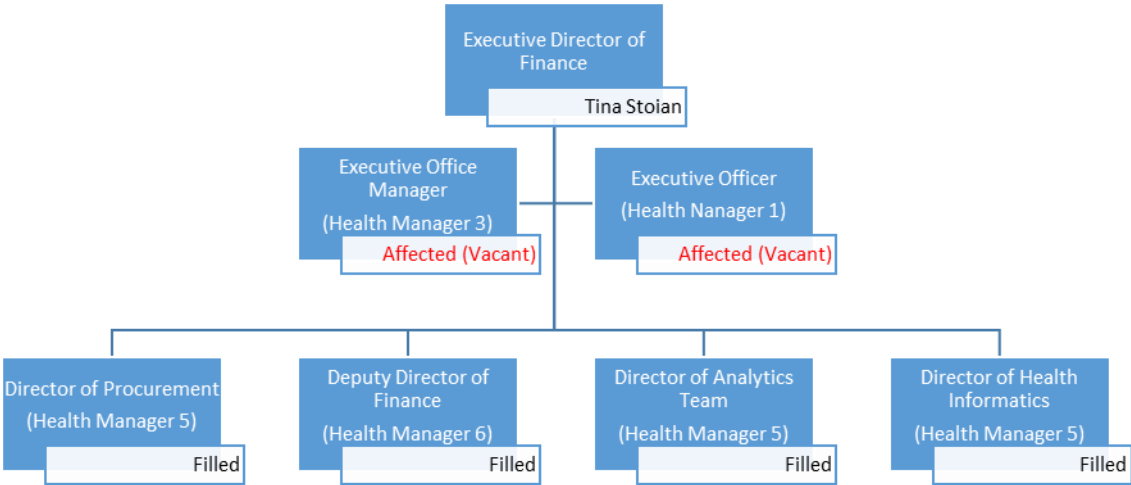 Executive Director of
Finance
Tina Stoian
Executive Office
Manager
(Health Manager 3)
Affected (Vacant)
Executive Officer
(Health Nanager 1)
Affected (Vacant)
Director of Procurement
(Health Manager 5)
Filled
Deputy Director of
Finance
(Health Manager 6)
Filled
Director of Analytics
Team
(Health Manager 5)
Filled
Director of Health
Informatics
(Health Manager 5)
Filled